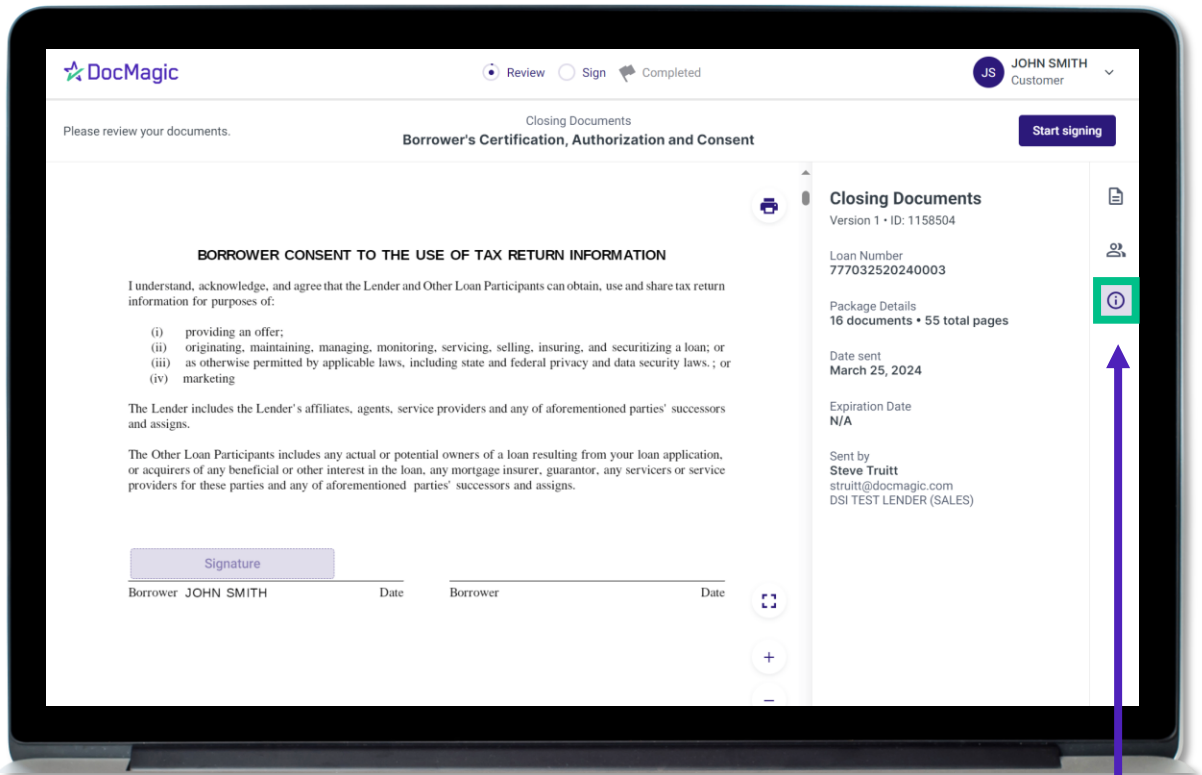 DocMagic
Review Sign Completed
JS
JOHN SMITH
Customer
Please review your documents.
Closing Documents
Borrower's Certification, Authorization and Consent
Start signing
BORROWER CONSENT TO THE USE OF TAX RETURN INFORMATION
I understand, acknowledge, and agree that the Lender and Other Loan Participants can obtain, use and share tax return
information for purposes of:
(i) providing an offer;
(ii) originating, maintaining, managing, monitoring, servicing, selling, insuring, and securitizing a loan; or
(iii) as otherwise permitted by applicable laws, including state and federal privacy and data security laws. ; or
(iv) marketing
The Lender includes the Lender's affiliates, agents, service providers and any of aforementioned parties' successors
and assigns.
The Other Loan Participants includes any actual or potential owners of a loan resulting from your loan application,
or acquirers of any beneficial or other interest in the loan, any mortgage insurer, guarantor, any servicers or service
providers for these parties and any of aforementioned parties' successors and assigns.
Signature
Borrower JOHN SMITH Date Borrower Date
Closing Documents
Version 1 • ID: 1158504
Loan Number
777032520240003
Package Details
16 documents • 55 total pages
Date sent
March 25, 2024
Expiration Date
N/A
Sent by
Steve Truitt
struitt@docmagic.com
DSI TEST LENDER (SALES)